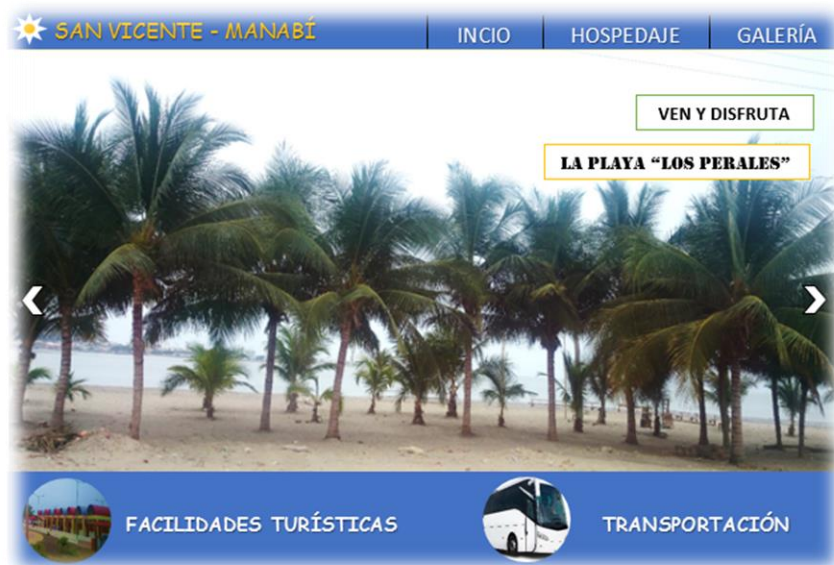 SAN VICENTE - MANABÍ
INCIO
HOSPEDAJE
GALERÍA
VEN Y DISFRUTA
LA PLAYA “LOS PERALES”
FACILIDADES TURÍSTICAS
TRANSPORTACIÓN